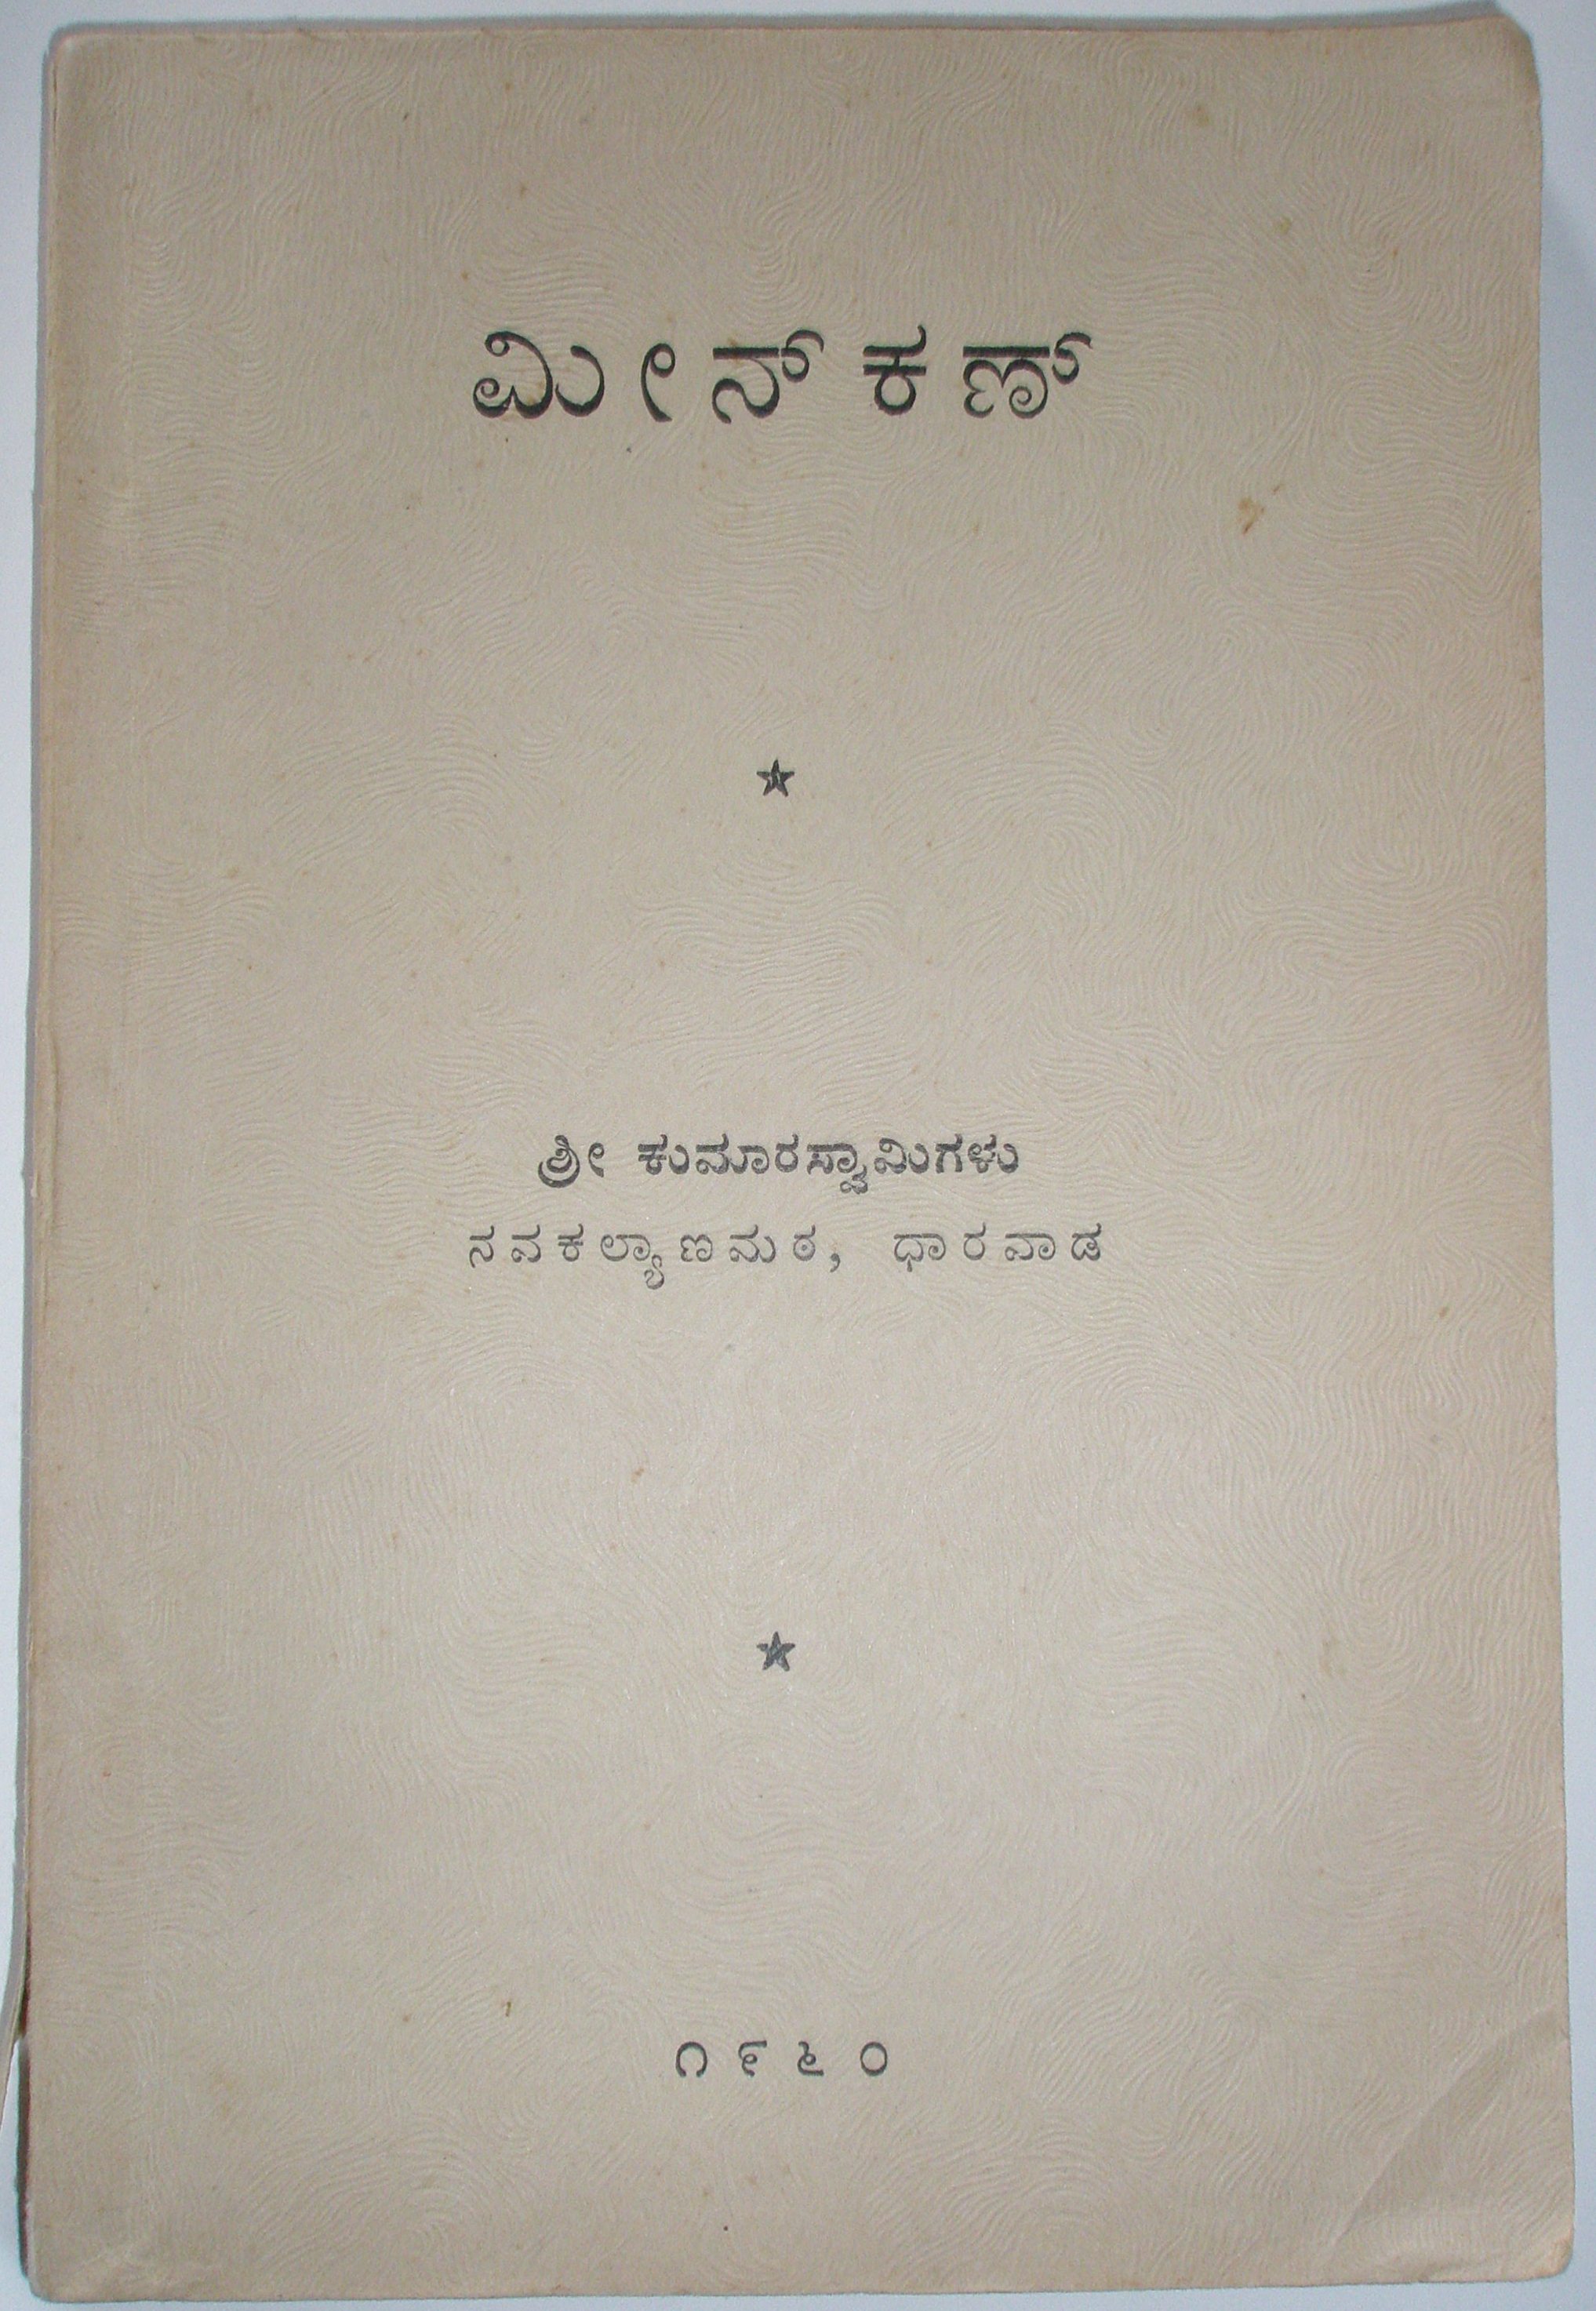 ಮೀನ್ ಕಣ್
ಶ್ರೀ ಕುಮಾರಸ್ವಾಮಿಗಳು
ನವಕಲ್ಯಾಣಮಠ, ಧಾರವಾಡ
೧೯೬೦